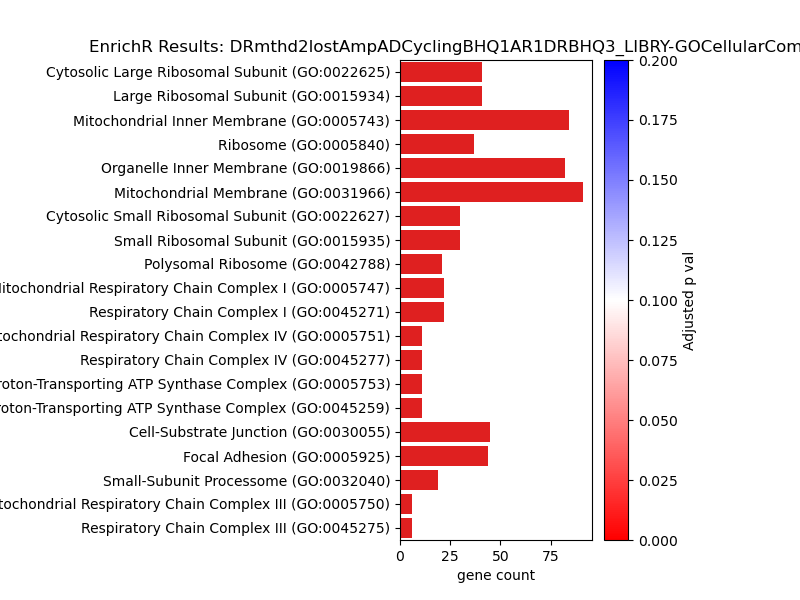 EnrichR Results: DRmthd2lostAmpADCyclingBHQ1AR1DRBHQ3_LIBRY-GOCellularCom
Cytosolic Large Ribosomal Subunit (GO:0022625)
Large Ribosomal Subunit (GO:0015934)
Mitochondrial Inner Membrane (GO:0005743)
Ribosome (GO:0005840)
Organelle Inner Membrane (GO:0019866)
Mitochondrial Membrane (GO:0031966)
Cytosolic Small Ribosomal Subunit (GO:0022627)
Small Ribosomal Subunit (GO:0015935)
Polysomal Ribosome (GO:0042788)
itochondrial Respiratory Chain Complex I (GO:0005747)
Respiratory Chain Complex I (GO:0045271)
tochondrial Respiratory Chain Complex IV (GO:0005751)
Respiratory Chain Complex IV (GO:0045277)
roton-Transporting ATP Synthase Complex (GO:0005753)
roton-Transporting ATP Synthase Complex (GO:0045259)
Cell-Substrate Junction (GO:0030055)
Focal Adhesion (GO:0005925)
Small-Subunit Processome (GO:0032040)
tochondrial Respiratory Chain Complex III (GO:0005750)
Respiratory Chain Complex III (GO:0045275)
0 25 50 75
gene count
0.200
0.175
0.150
0.125
0.100
0.075
0.050
0.025
0.000
Adjusted p val